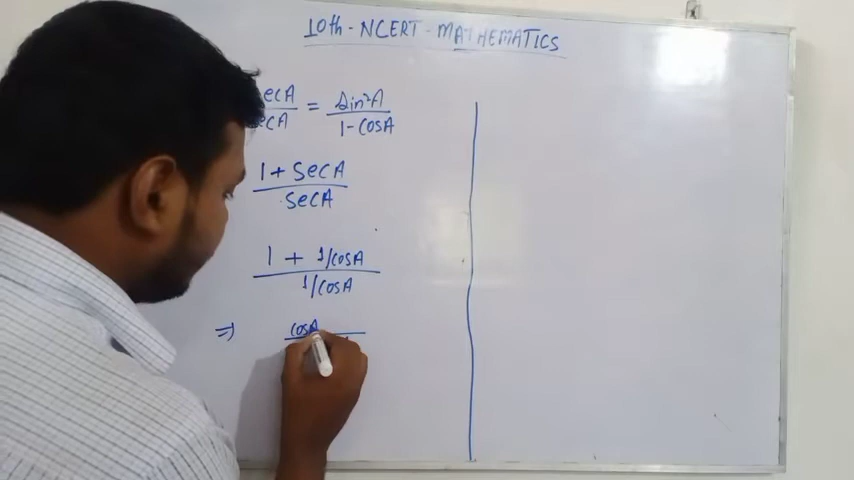 10th - NCERT - MATHEMATICS
ecA / ecA = Sin²A / 1 - cosA
1 + SecA / SecA
1 + 1/cosA / 1/cosA
⇒ cosA